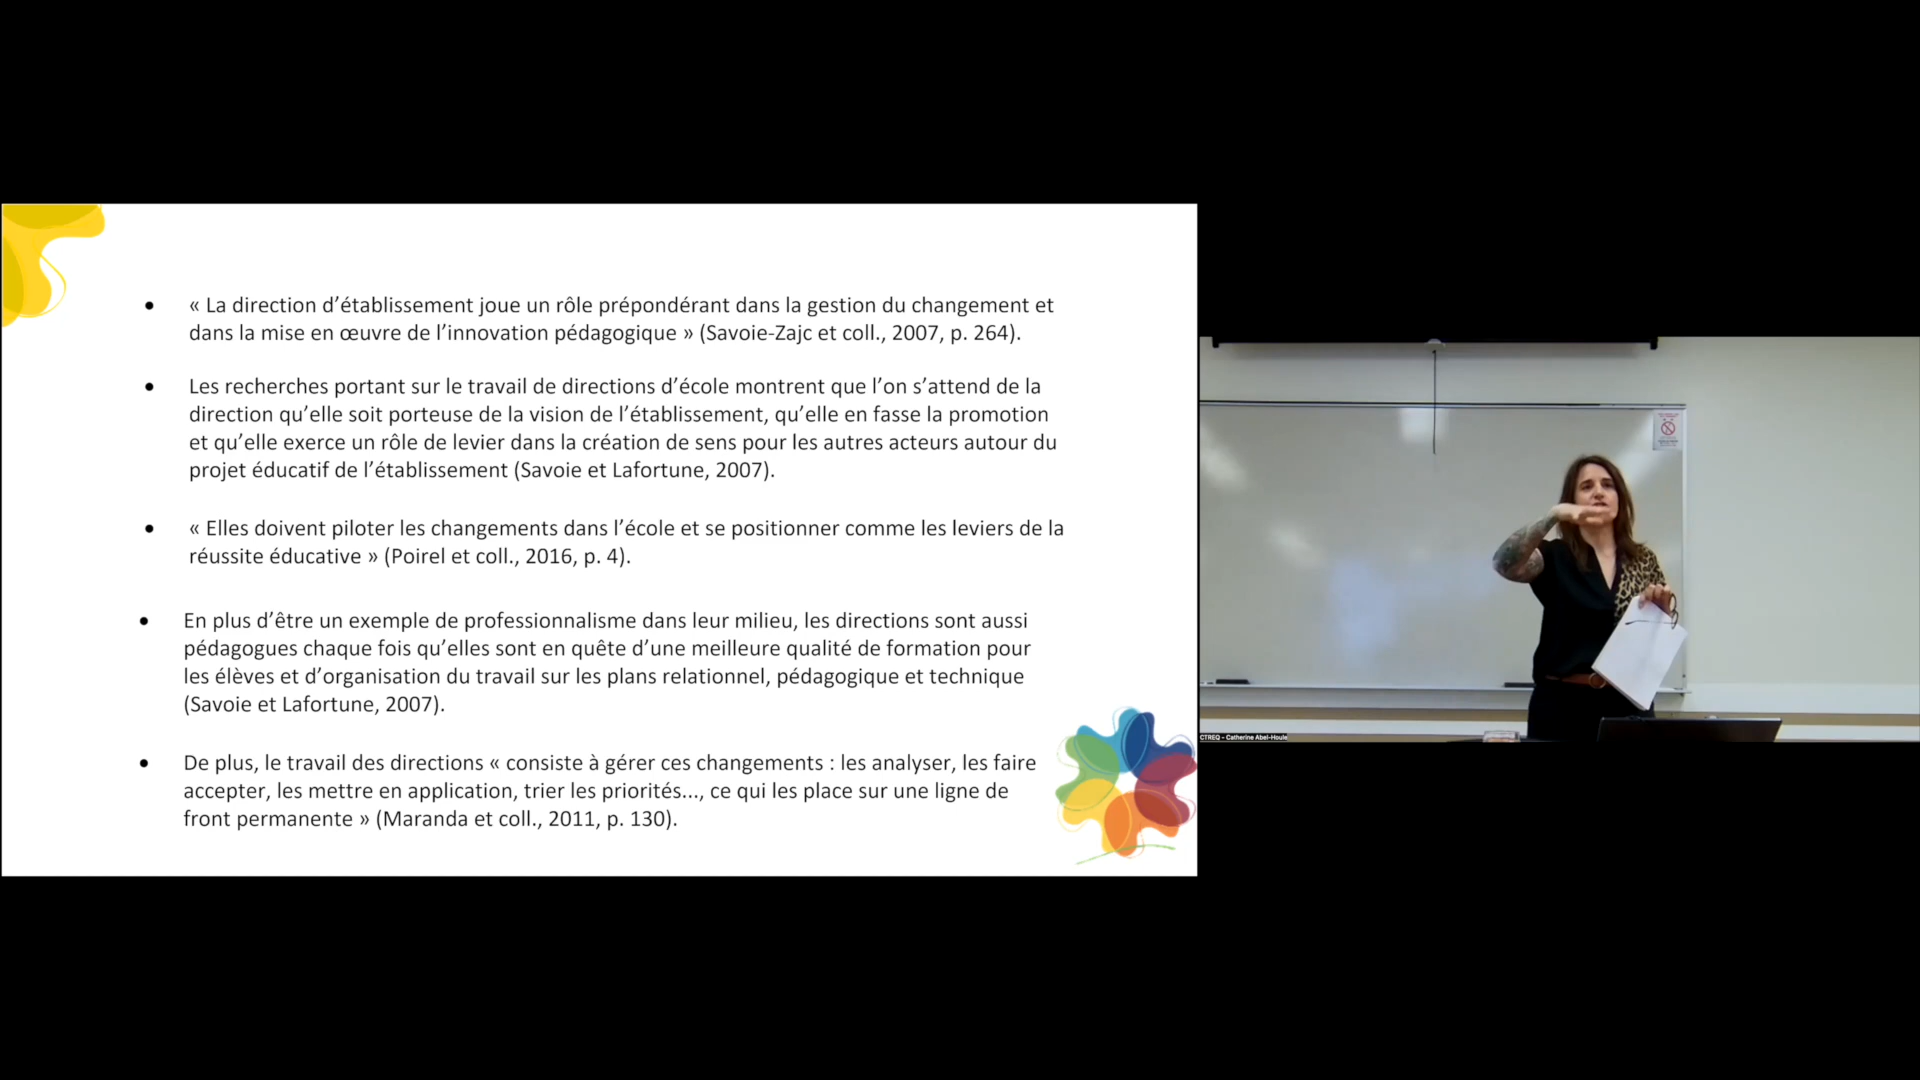 « La direction d’établissement joue un rôle prépondérant dans la gestion du changement et
dans la mise en œuvre de l’innovation pédagogique » (Savoie-Zajc et coll., 2007, p. 264).
Les recherches portant sur le travail de directions d’école montrent que l’on s’attend de la
direction qu’elle soit porteuse de la vision de l’établissement, qu’elle en fasse la promotion
et qu’elle exerce un rôle de levier dans la création de sens pour les autres acteurs autour du
projet éducatif de l’établissement (Savoie et Lafortune, 2007).
« Elles doivent piloter les changements dans l’école et se positionner comme les leviers de la
réussite éducative » (Poirel et coll., 2016, p. 4).
En plus d’être un exemple de professionnalisme dans leur milieu, les directions sont aussi
pédagogues chaque fois qu’elles sont en quête d’une meilleure qualité de formation pour
les élèves et d’organisation du travail sur les plans relationnel, pédagogique et technique
(Savoie et Lafortune, 2007).
De plus, le travail des directions « consiste à gérer ces changements : les analyser, les faire
accepter, les mettre en application, trier les priorités..., ce qui les place sur une ligne de
front permanente » (Maranda et coll., 2011, p. 130).
CTREQ - Catherine Abel-Houle